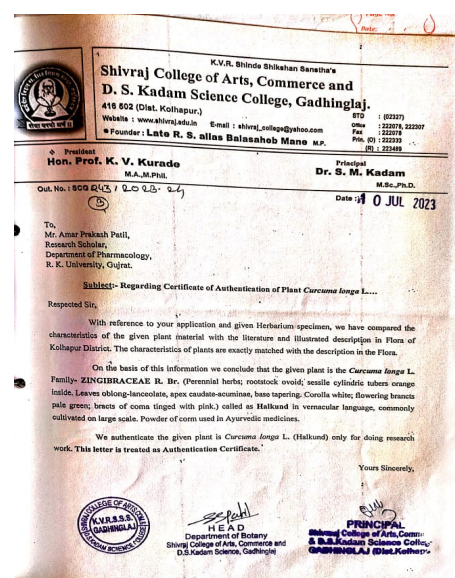 Date:
K.V.R. Shinde Shikshan Sanstha's
Shivraj College of Arts, Commerce and
D. S. Kadam Science College, Gadhinglaj.
416 502 (Dist. Kolhapur,)
Website : www.shivraj.edu.in E-mail : shivraj_college@yahoo.com
Founder : Late R. S. alias Balasaheb Mane M.P.
STD : (02327)
Office : 222078, 222307
Fax : 222078
Prin. (O) : 222333
(R) : 223489
President
Hon. Prof. K. V. Kurade
M.A.,M.Phil.
Principal
Dr. S. M. Kadam
M.Sc.,Ph.D.
Out. No. : SCG 243 / 2023-24
Date : 10 JUL 2023
To,
Mr. Amar Prakash Patil,
Research Scholar,
Department of Pharmacology,
R. K. University, Gujrat.
Subject:- Regarding Certificate of Authentication of Plant Curcuma longa L....
Respected Sir,
With reference to your application and given Herbarium specimen, we have compared the
characteristics of the given plant material with the literature and illustrated description in Flora of
Kolhapur District. The characteristics of plants are exactly matched with the description in the Flora.
On the basis of this information we conclude that the given plant is the Curcuma longa L.
Family- ZINGIBRACEAE R. Br. (Perennial herbs; rootstock ovoid; sessile cylindric tubers orange
inside. Leaves oblong-lanceolate, apex caudate-acuminae, base tapering. Corolla white; flowering brancts
pale green; bracts of coma tinged with pink.) called as Halkund in vernacular language, commonly
cultivated on large scale. Powder of corm used in Ayurvedic medicines.
We authenticate the given plant is Curcuma longa L. (Halkund) only for doing research
work. This letter is treated as Authentication Certificate.
Yours Sincerely,
K.V.R.S.S.S.
GADHINGLAJ
HEAD
Department of Botany
Shivraj College of Arts, Commerce and
D.S.Kadam Science, Gadhinglaj
PRINCIPAL
Shivraj College of Arts, Comm
& D.S.Kadam Science Colle
GADHINGLAJ (Dist.Kolhapu